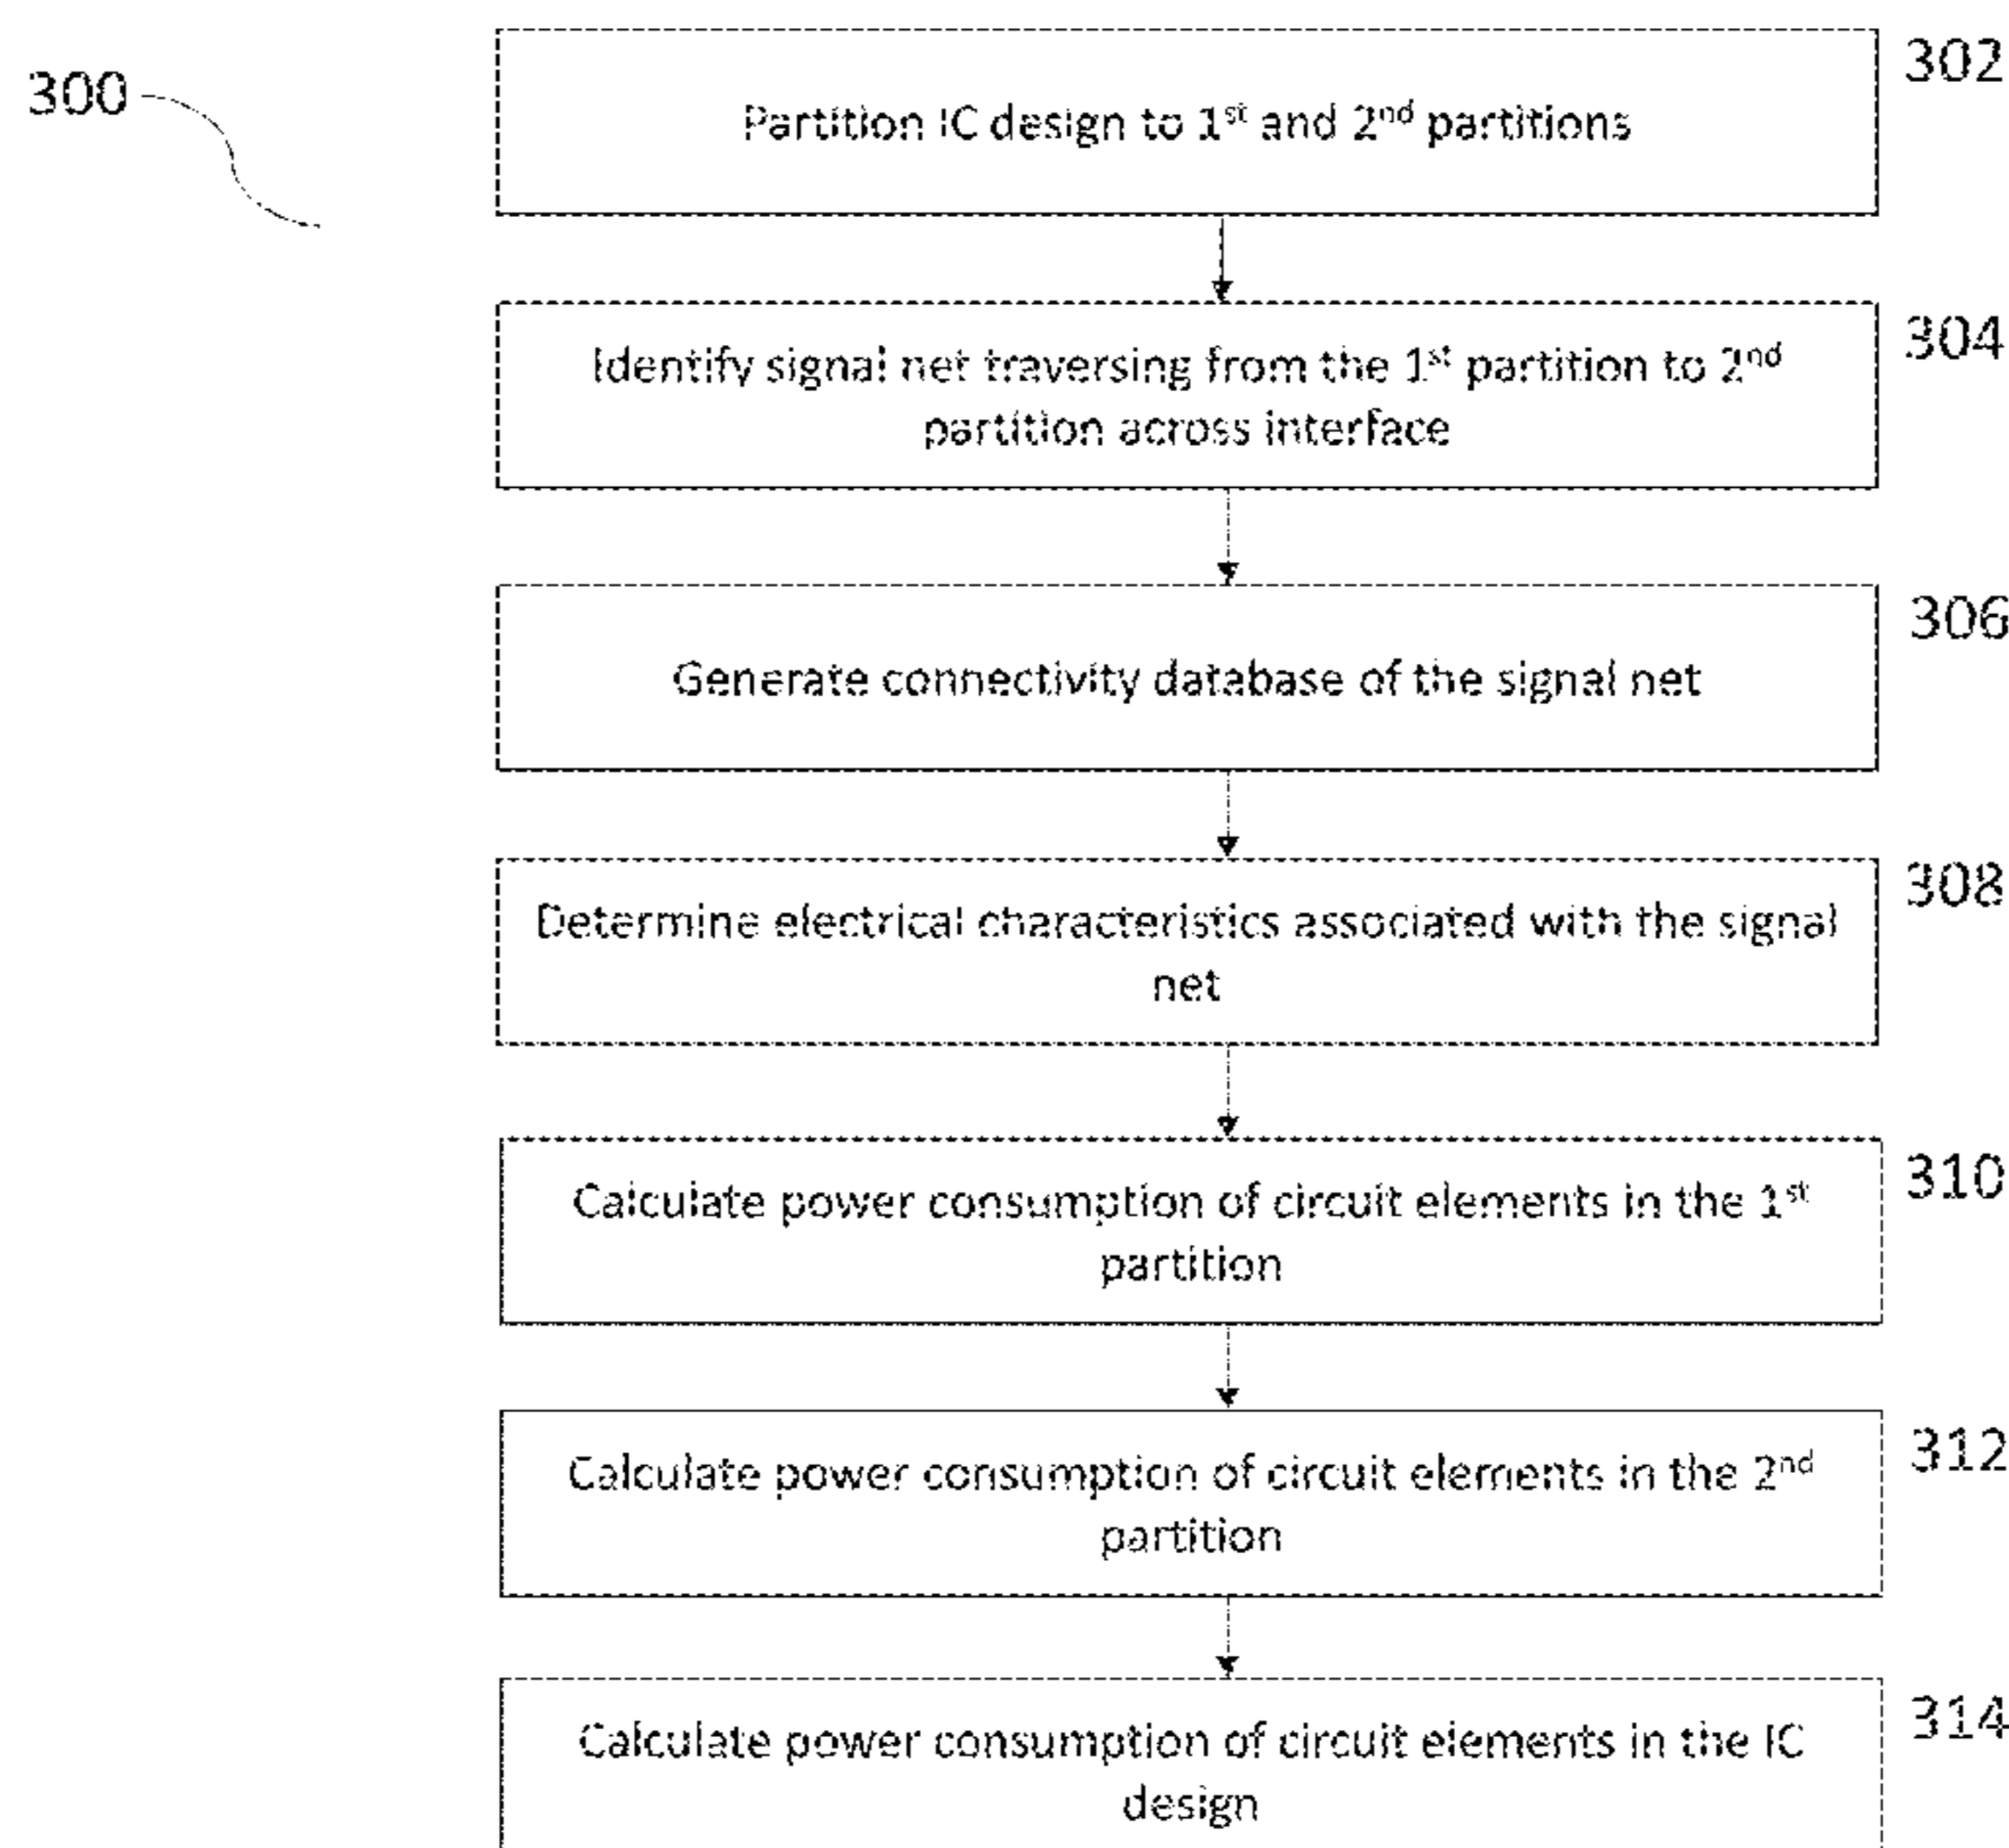 300
302
Partition IC design to 1st and 2nd partitions
304
Identify signal net traversing from the 1st partition to 2nd
partition across interface
306
Generate connectivity database of the signal net
308
Determine electrical characteristics associated with the signal
net
310
Calculate power consumption of circuit elements in the 1st
partition
312
Calculate power consumption of circuit elements in the 2nd
partition
314
Calculate power consumption of circuit elements in the IC
design